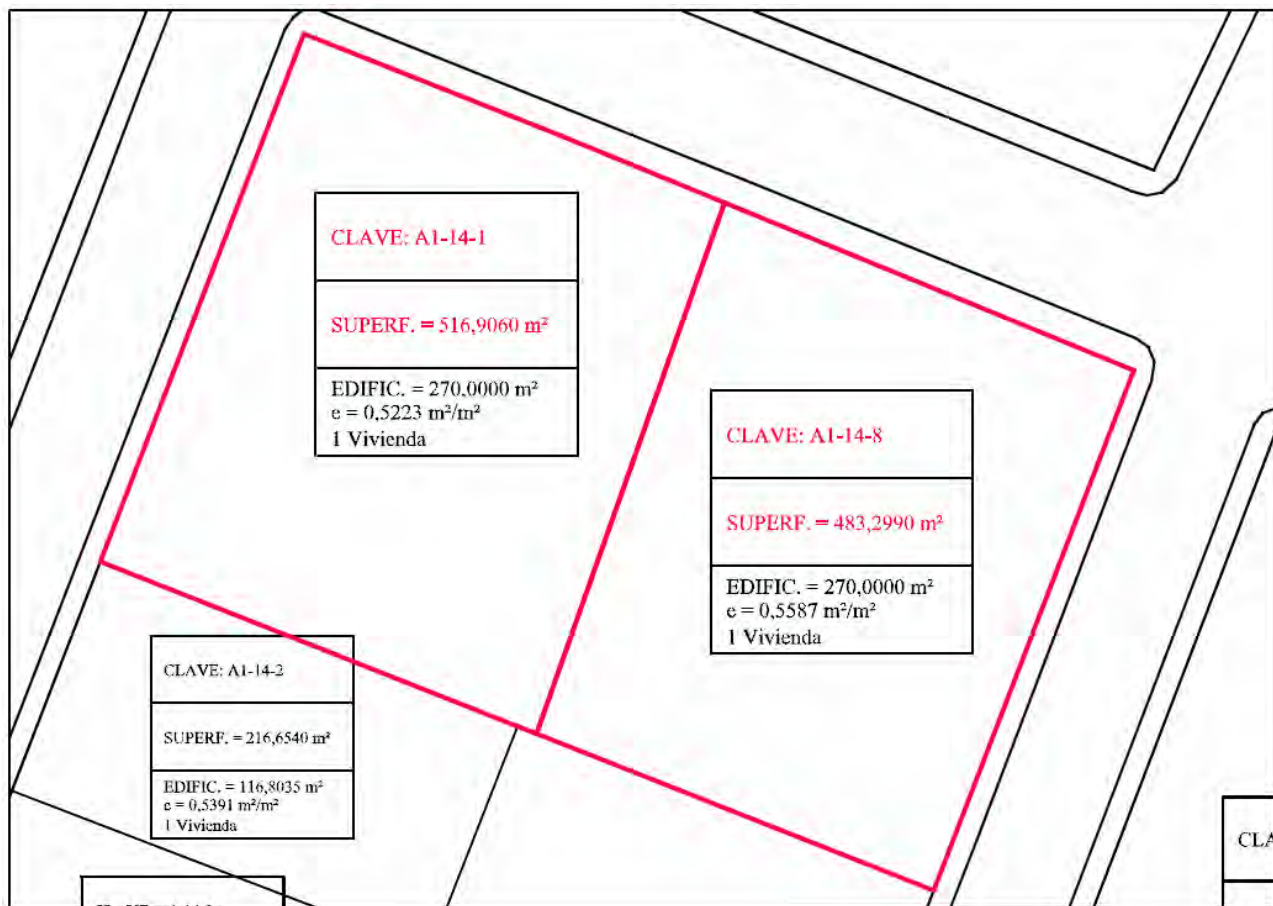 CLAVE: A1-14-1
SUPERF. = 516,9060 m²
EDIFIC. = 270,0000 m²
e = 0,5223 m²/m²
1 Vivienda
CLAVE: A1-14-8
SUPERF. = 483,2990 m²
EDIFIC. = 270,0000 m²
e = 0,5587 m²/m²
1 Vivienda
CLAVE: A1-14-2
SUPERF. = 216,6540 m²
EDIFIC. = 116,8035 m²
e = 0,5391 m²/m²
1 Vivienda
CLA